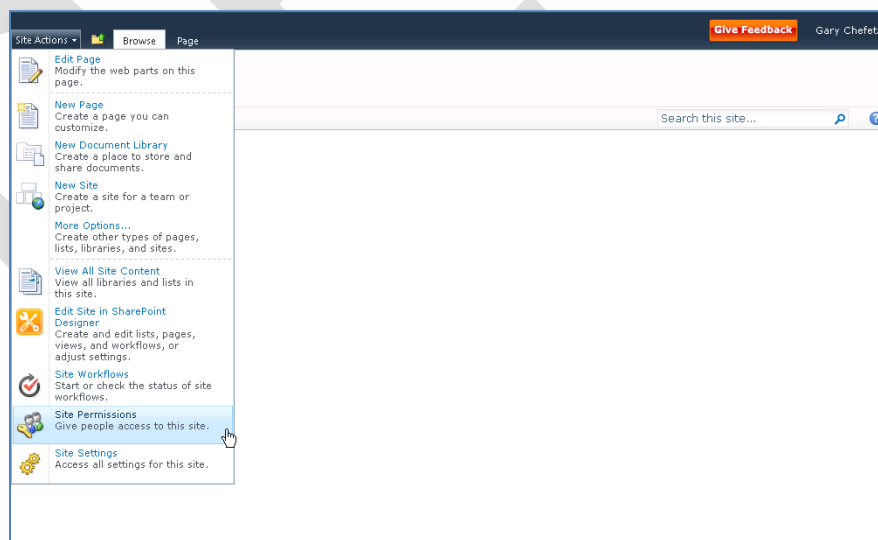 Site Actions Browse Page Give Feedback Gary Chefet
Edit Page
Modify the web parts on this
page.
New Page
Create a page you can
customize.
Search this site...
New Document Library
Create a place to store and
share documents.
New Site
Create a site for a team or
project.
More Options...
Create other types of pages,
lists, libraries, and sites.
View All Site Content
View all libraries and lists in
this site.
Edit Site in SharePoint
Designer
Create and edit lists, pages,
views, and workflows, or
adjust settings.
Site Workflows
Start or check the status of site
workflows.
Site Permissions
Give people access to this site.
Site Settings
Access all settings for this site.